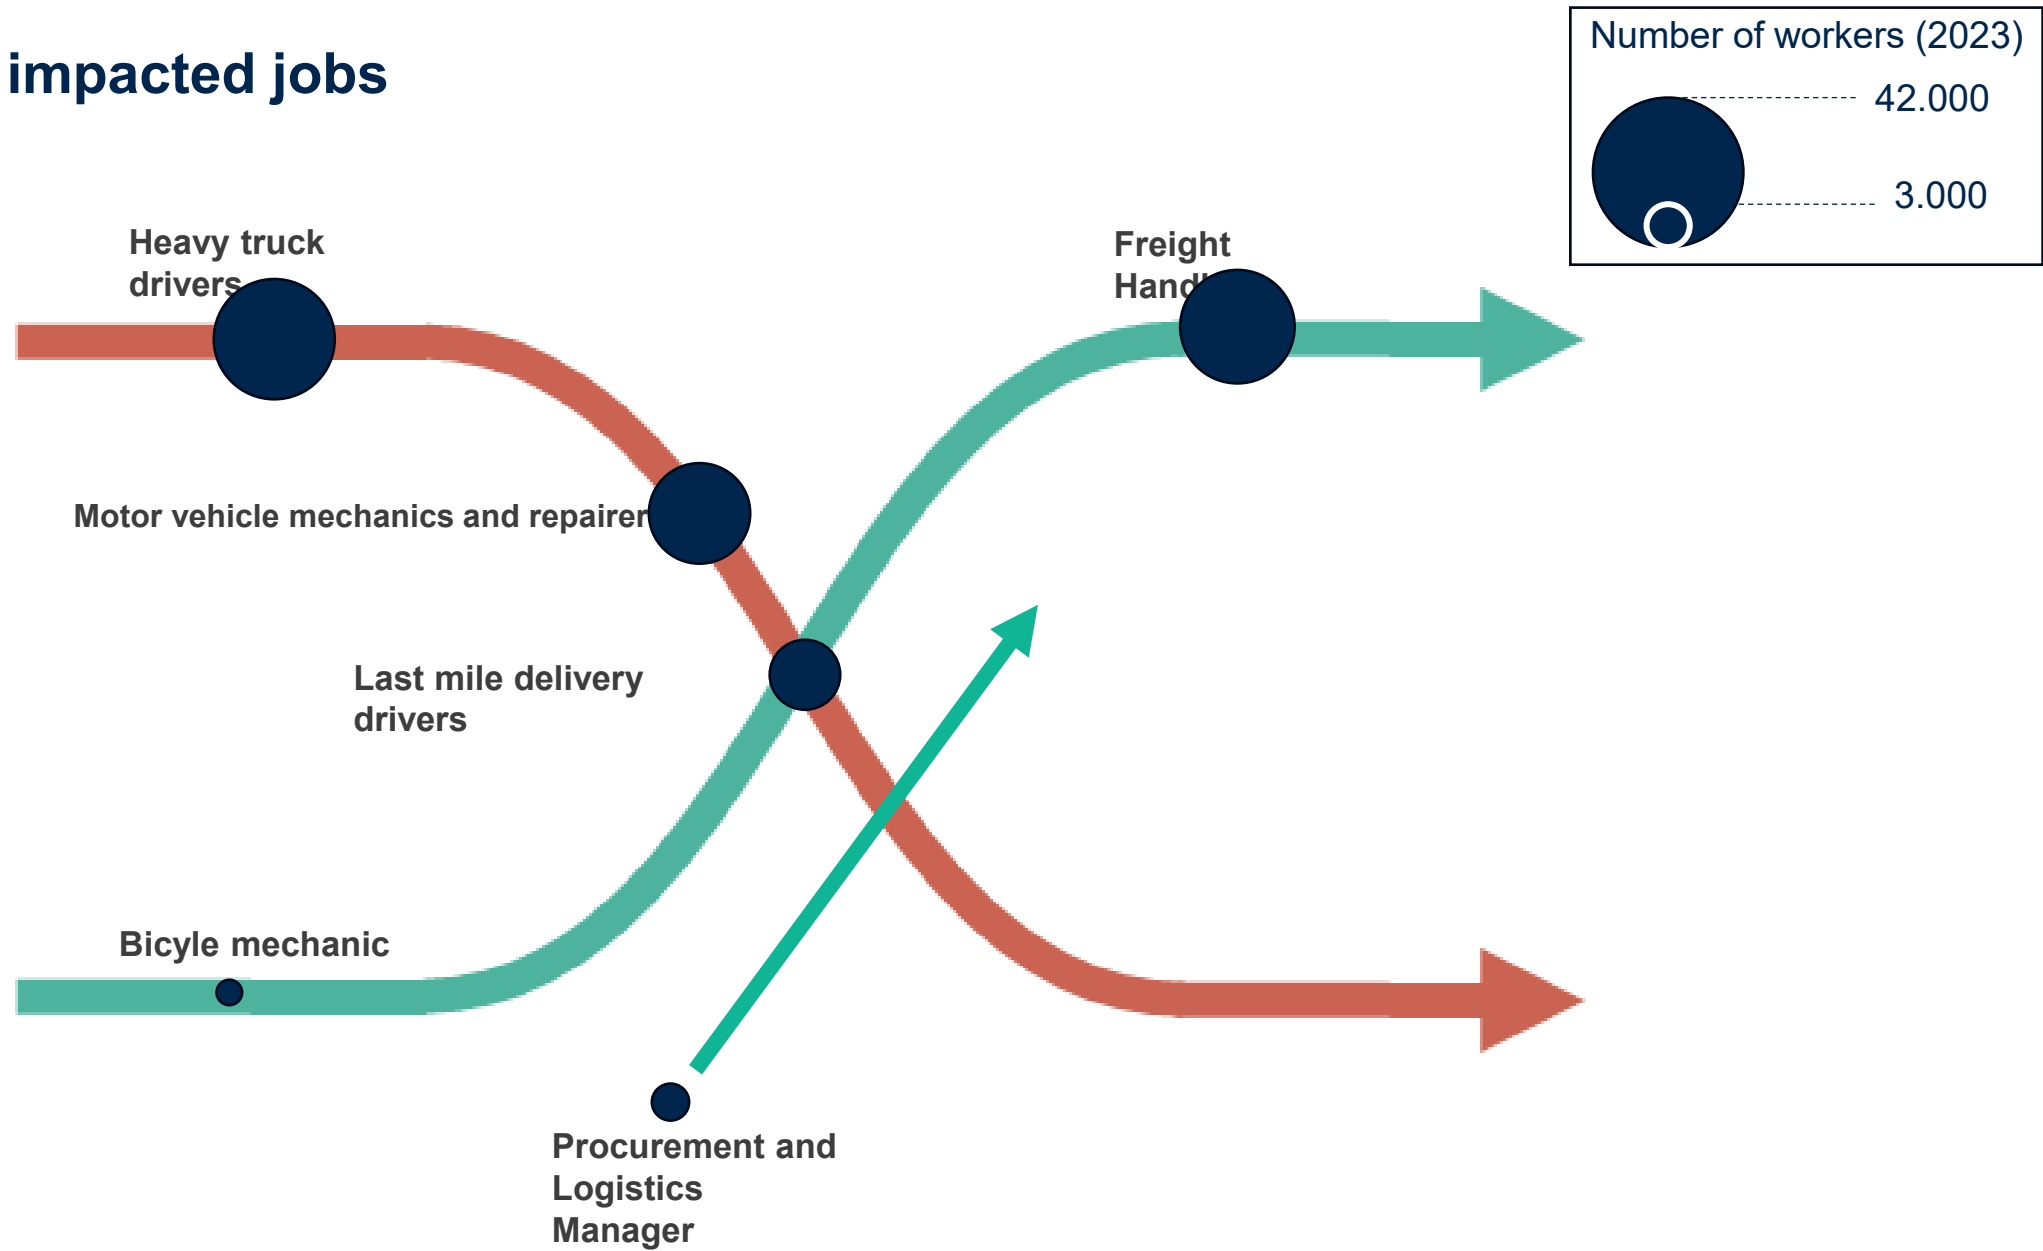 impacted jobs
Number of workers (2023)
42.000
3.000
Heavy truck
drivers
Freight
Motor vehicle mechanics and repairer
Last mile delivery
drivers
Bicyle mechanic
Procurement and
Logistics
Manager